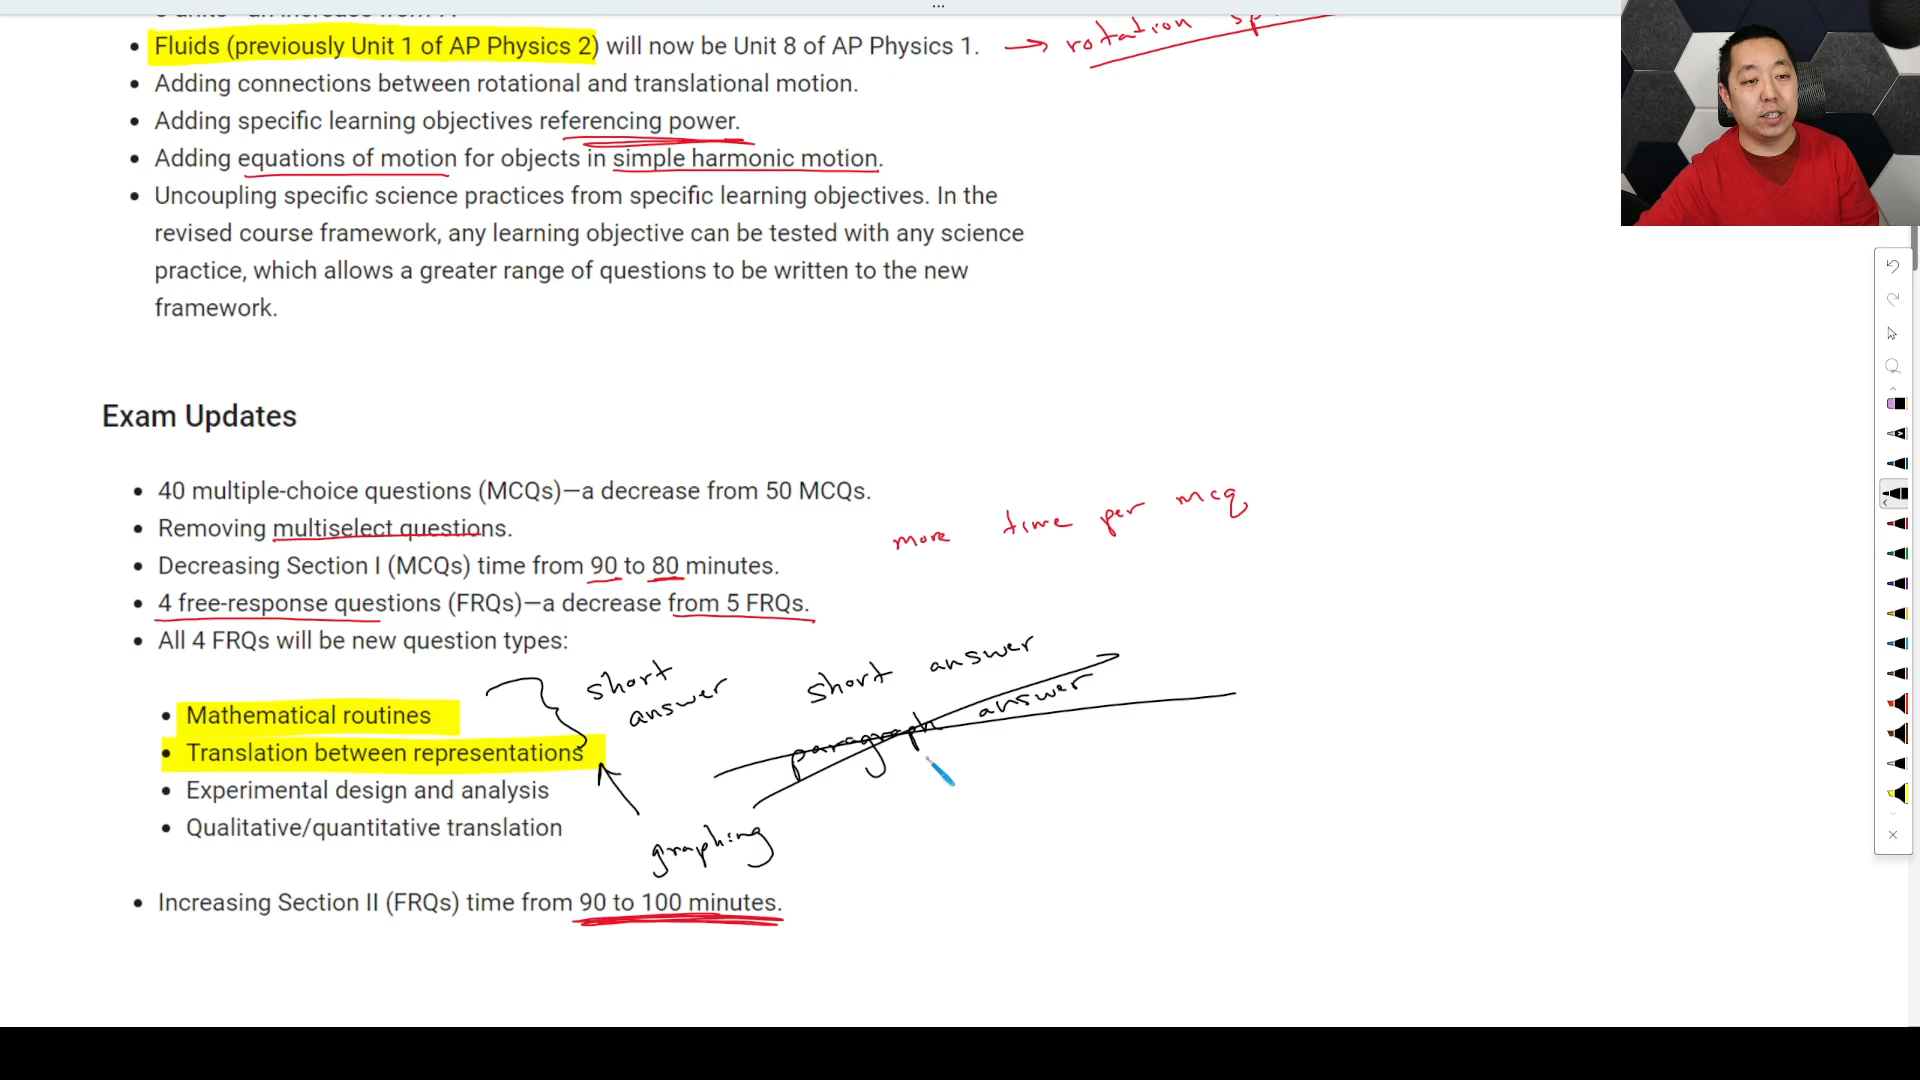 Fluids (previously Unit 1 of AP Physics 2) will now be Unit 8 of AP Physics 1. → rotation
Adding connections between rotational and translational motion.
Adding specific learning objectives referencing power.
Adding equations of motion for objects in simple harmonic motion.
Uncoupling specific science practices from specific learning objectives. In the
revised course framework, any learning objective can be tested with any science
practice, which allows a greater range of questions to be written to the new
framework.
Exam Updates
40 multiple-choice questions (MCQs)—a decrease from 50 MCQs.
Removing multiselect questions.
more time per mcq
Decreasing Section I (MCQs) time from 90 to 80 minutes.
4 free-response questions (FRQs)—a decrease from 5 FRQs.
All 4 FRQs will be new question types:
short answer
short answer
paragraph answer
Mathematical routines
Translation between representations
Experimental design and analysis
Qualitative/quantitative translation
graphing
Increasing Section II (FRQs) time from 90 to 100 minutes.